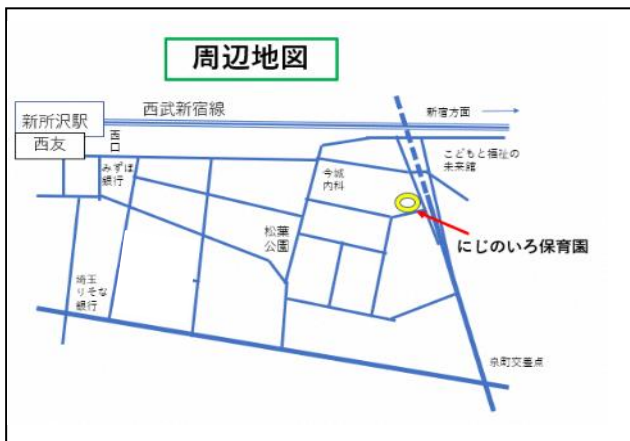 周辺地図
西武新宿線
新宿方面
新所沢駅
西友
西口
みずほ
銀行
今城
内科
こどもと福祉の
未来館
松葉
公園
にじのいろ保育園
埼玉
りそな
銀行
泉町交差点